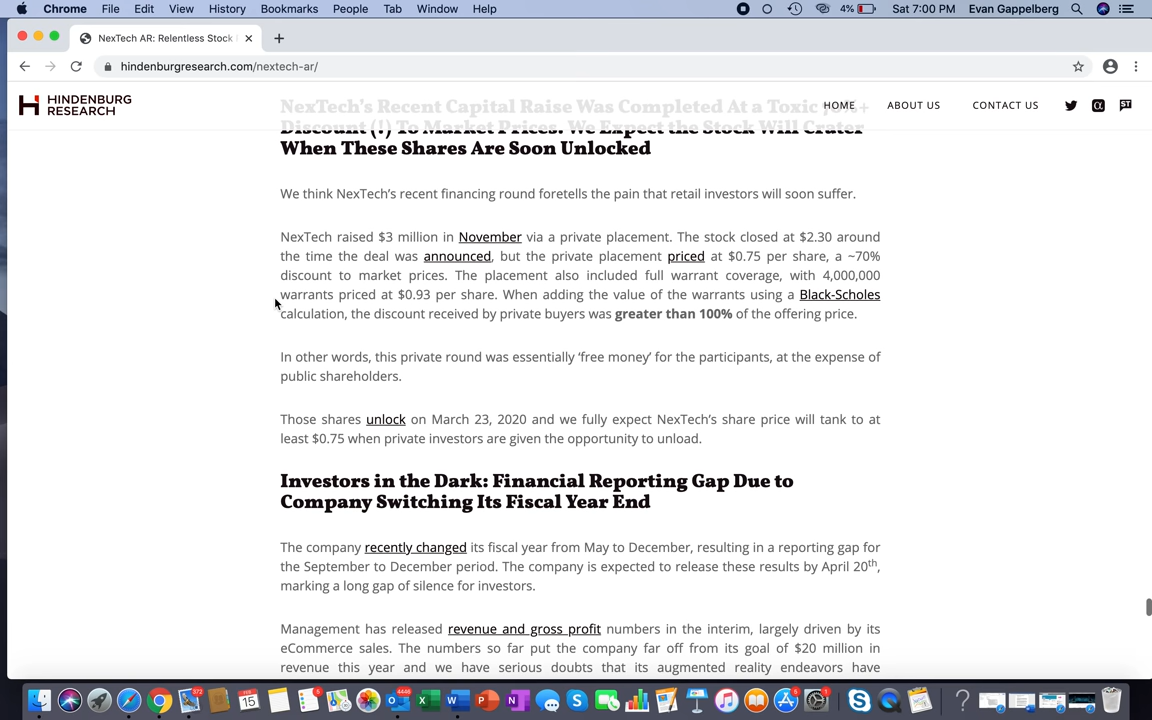 Chrome File Edit View History Bookmarks People Tab Window Help 4% Sat 7:00 PM Evan Gappelberg
NexTech AR: Relentless Stock
hindenburgresearch.com/nextech-ar/
HINDENBURG
RESEARCH
HOME ABOUT US CONTACT US
NexTech's Recent Capital Raise Was Completed At a Toxic
Discount (!) To Market Prices. We Expect the Stock Will Crater
When These Shares Are Soon Unlocked
We think NexTech's recent financing round foretells the pain that retail investors will soon suffer.
NexTech raised $3 million in November via a private placement. The stock closed at $2.30 around
the time the deal was announced, but the private placement priced at $0.75 per share, a ~70%
discount to market prices. The placement also included full warrant coverage, with 4,000,000
warrants priced at $0.93 per share. When adding the value of the warrants using a Black-Scholes
calculation, the discount received by private buyers was greater than 100% of the offering price.
In other words, this private round was essentially 'free money' for the participants, at the expense of
public shareholders.
Those shares unlock on March 23, 2020 and we fully expect NexTech's share price will tank to at
least $0.75 when private investors are given the opportunity to unload.
Investors in the Dark: Financial Reporting Gap Due to
Company Switching Its Fiscal Year End
The company recently changed its fiscal year from May to December, resulting in a reporting gap for
the September to December period. The company is expected to release these results by April 20th,
marking a long gap of silence for investors.
Management has released revenue and gross profit numbers in the interim, largely driven by its
eCommerce sales. The numbers so far put the company far off from its goal of $20 million in
revenue this year and we have serious doubts that its augmented reality endeavors have